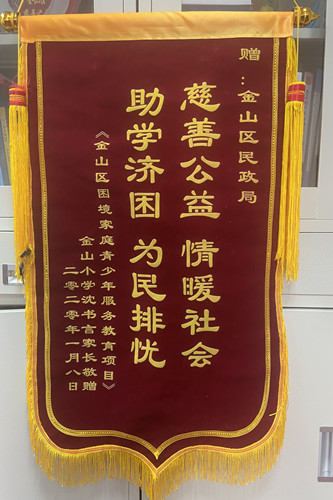 赠：金山区民政局
慈善公益 情暖社会
助学济困 为民排忧
《金山区困境家庭青少年服务教育项目》
金山小学沈书言家长敬赠
二零二零年一月八日